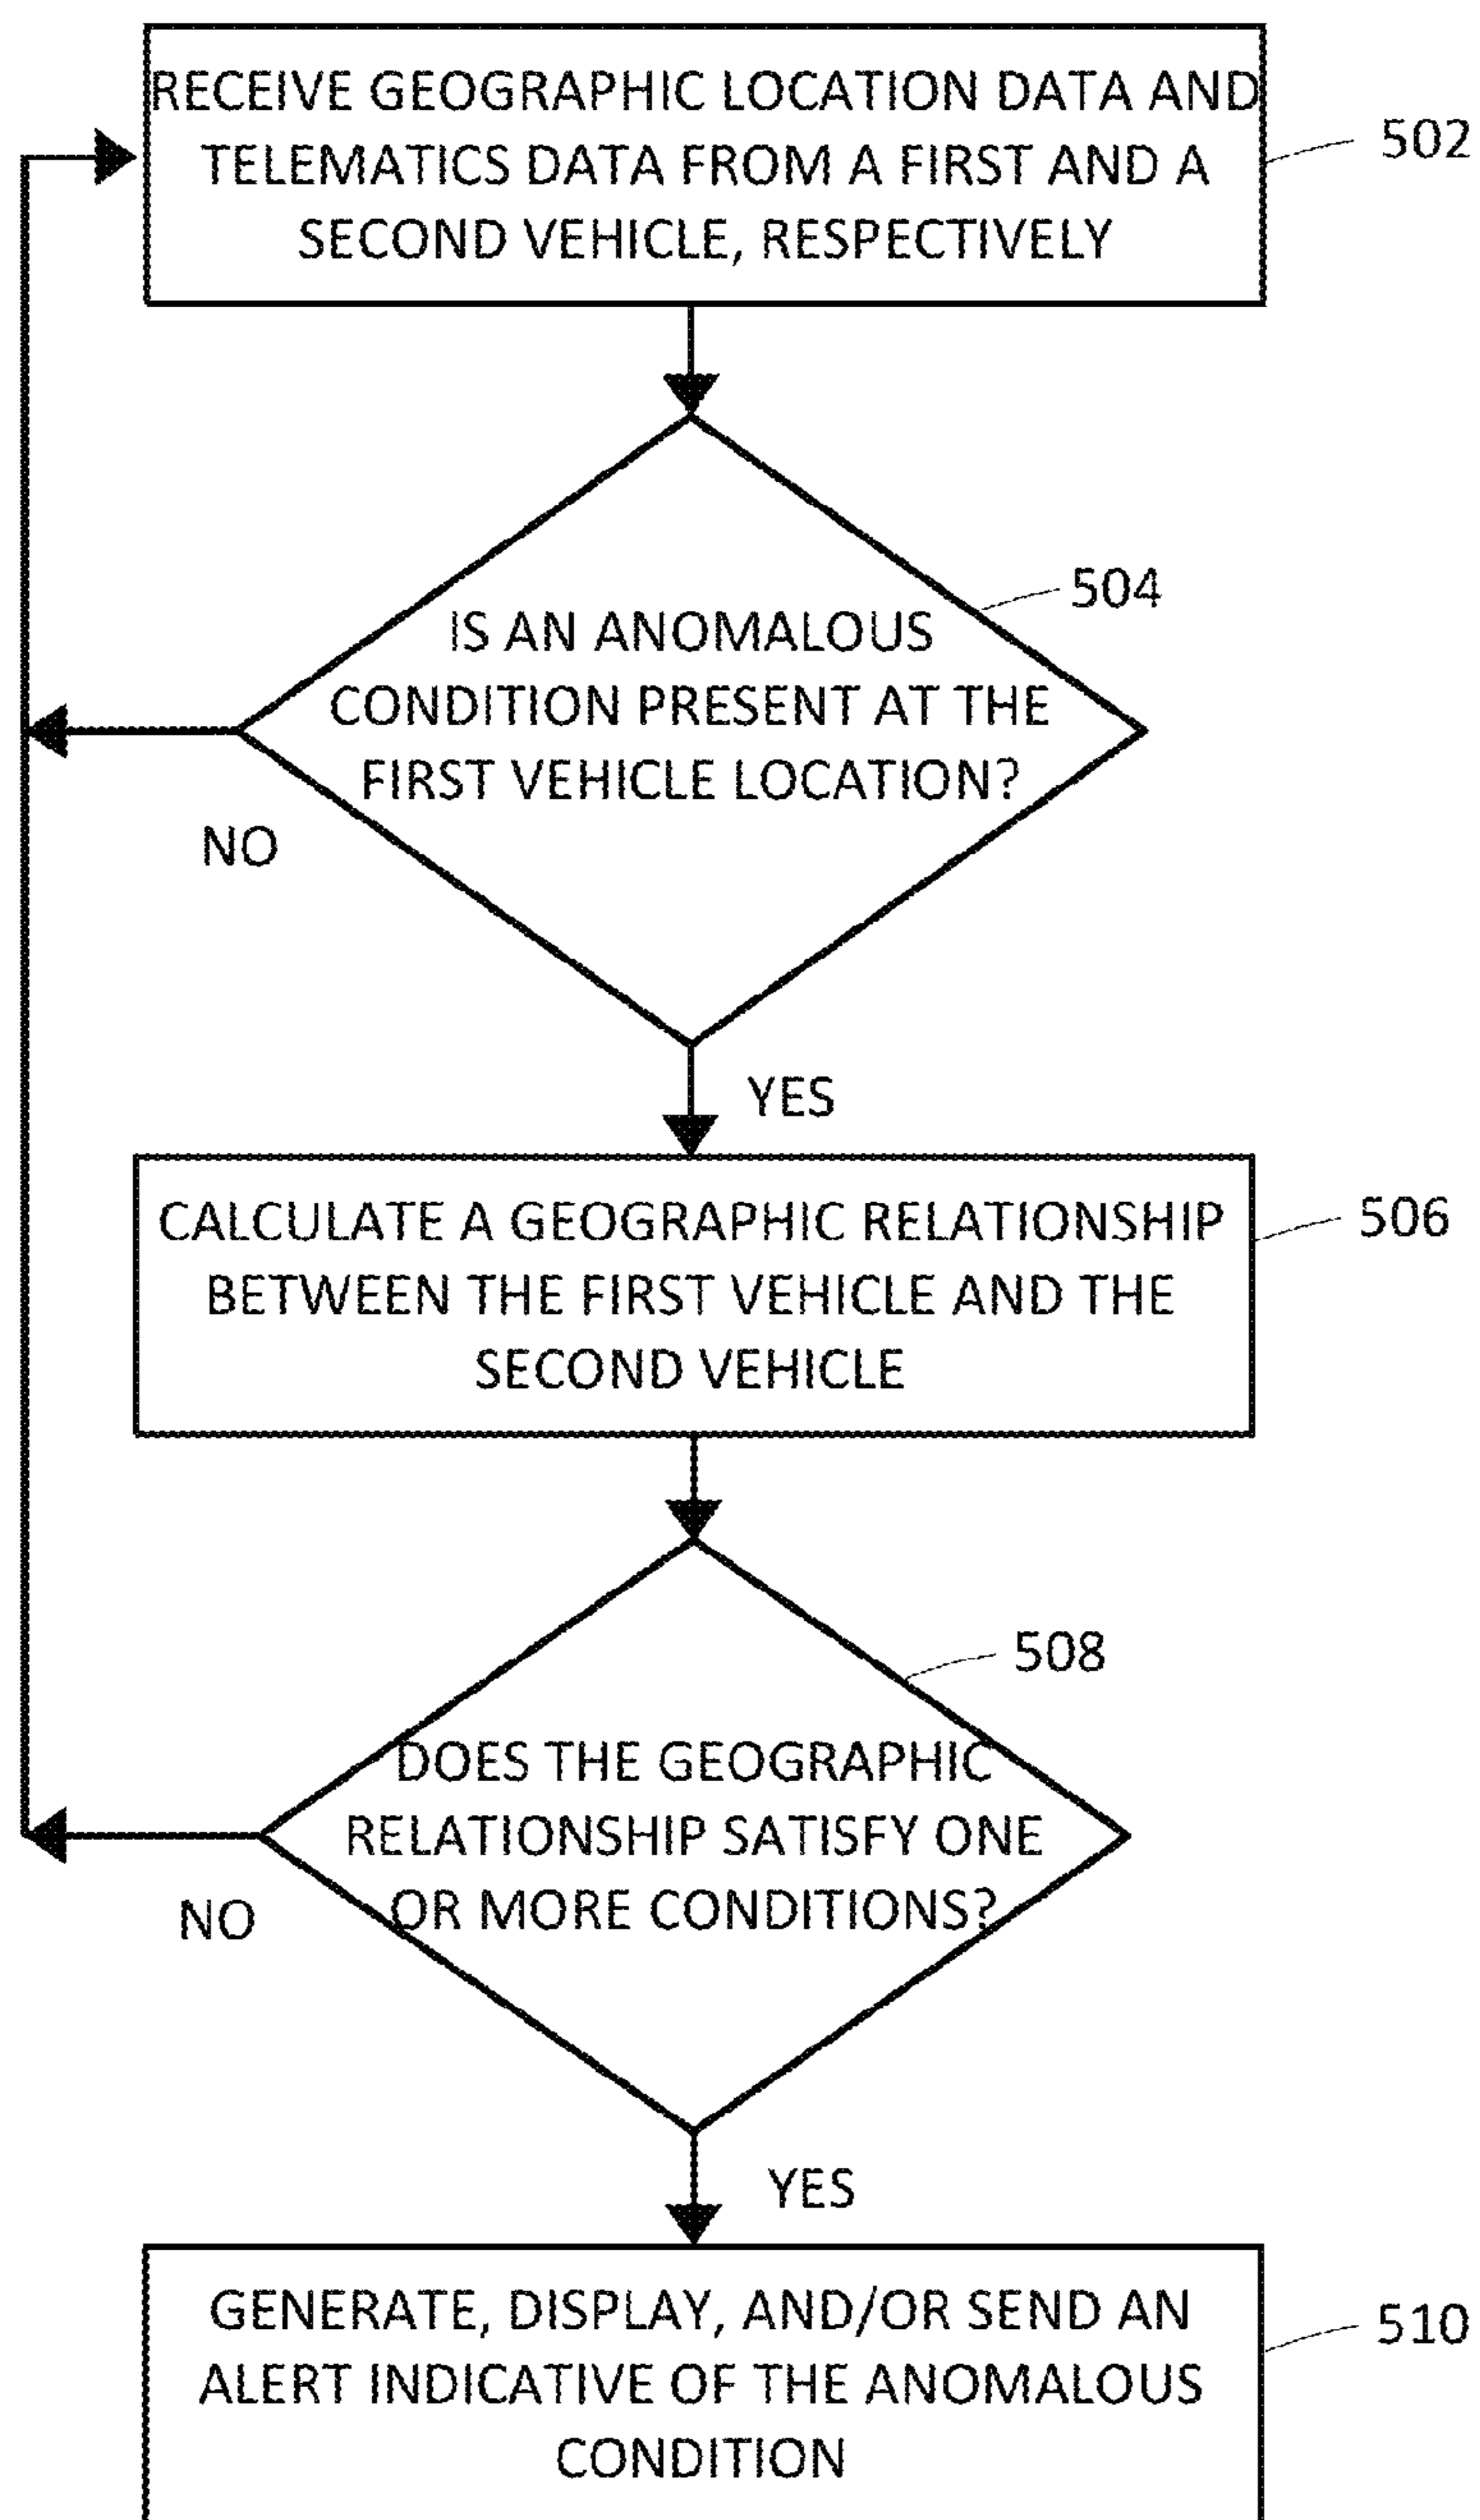 RECEIVE GEOGRAPHIC LOCATION DATA AND
TELEMATICS DATA FROM A FIRST AND A
SECOND VEHICLE, RESPECTIVELY
502
IS AN ANOMALOUS
CONDITION PRESENT AT THE
FIRST VEHICLE LOCATION?
504
NO
YES
CALCULATE A GEOGRAPHIC RELATIONSHIP
BETWEEN THE FIRST VEHICLE AND THE
SECOND VEHICLE
506
DOES THE GEOGRAPHIC
RELATIONSHIP SATISFY ONE
OR MORE CONDITIONS?
508
NO
YES
GENERATE, DISPLAY, AND/OR SEND AN
ALERT INDICATIVE OF THE ANOMALOUS
CONDITION
510